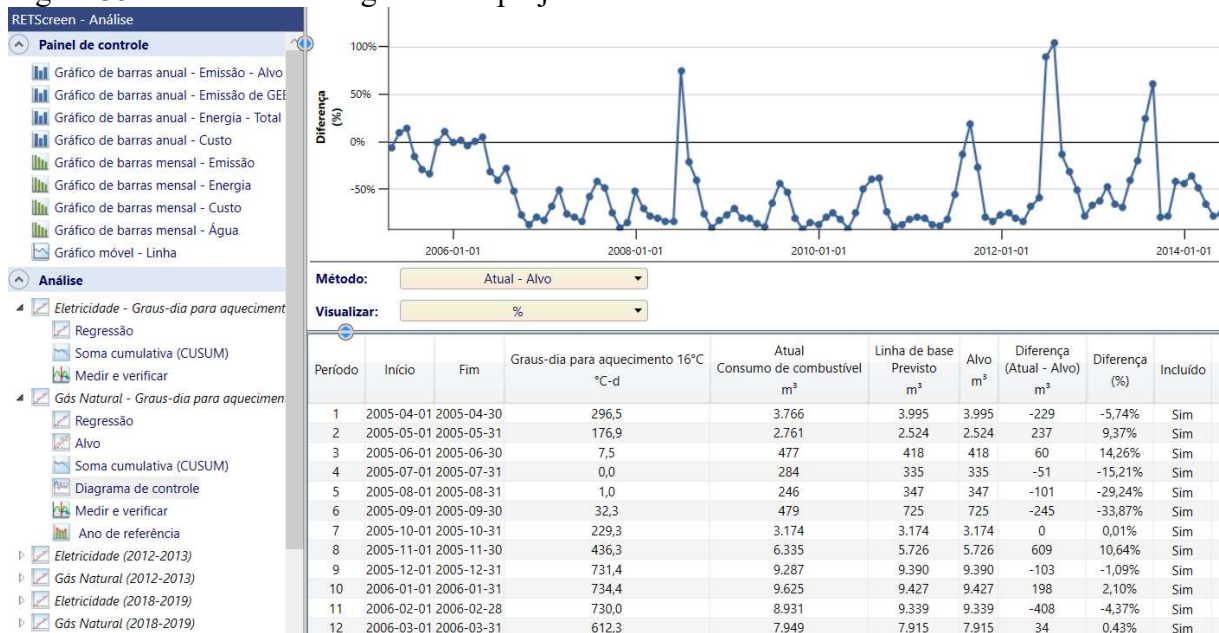 RETScreen - Análise
Painel de controle
Gráfico de barras anual - Emissão - Alvo
Gráfico de barras anual - Emissão de GEE
Gráfico de barras anual - Energia - Total
Gráfico de barras anual - Custo
Gráfico de barras mensal - Emissão
Gráfico de barras mensal - Energia
Gráfico de barras mensal - Custo
Gráfico de barras mensal - Água
Gráfico móvel - Linha
Análise
Eletricidade - Graus-dia para aqueciment
Regressão
Soma cumulativa (CUSUM)
Medir e verificar
Gás Natural - Graus-dia para aquecimen
Regressão
Alvo
Soma cumulativa (CUSUM)
Diagrama de controle
Medir e verificar
Ano de referência
Eletricidade (2012-2013)
Gás Natural (2012-2013)
Eletricidade (2018-2019)
Gás Natural (2018-2019)
Diferença
(%)
100%
50%
0%
-50%
2006-01-01 2008-01-01 2010-01-01 2012-01-01 2014-01-01
Método: Atual - Alvo
Visualizar: %
Período Início Fim Graus-dia para aquecimento 16°C °C-d Atual Consumo de combustível m³ Linha de base Previsto m³ Alvo m³ Diferença (Atual - Alvo) m³ Diferença (%) Incluído
1 2005-04-01 2005-04-30 296,5 3.766 3.995 3.995 -229 -5,74% Sim
2 2005-05-01 2005-05-31 176,9 2.761 2.524 2.524 237 9,37% Sim
3 2005-06-01 2005-06-30 7,5 477 418 418 60 14,26% Sim
4 2005-07-01 2005-07-31 0,0 284 335 335 -51 -15,21% Sim
5 2005-08-01 2005-08-31 1,0 246 347 347 -101 -29,24% Sim
6 2005-09-01 2005-09-30 32,3 479 725 725 -245 -33,87% Sim
7 2005-10-01 2005-10-31 229,3 3.174 3.174 3.174 0 0,01% Sim
8 2005-11-01 2005-11-30 436,3 6.335 5.726 5.726 609 10,64% Sim
9 2005-12-01 2005-12-31 731,4 9.287 9.390 9.390 -103 -1,09% Sim
10 2006-01-01 2006-01-31 734,4 9.625 9.427 9.427 198 2,10% Sim
11 2006-02-01 2006-02-28 730,0 8.931 9.339 9.339 -408 -4,37% Sim
12 2006-03-01 2006-03-31 612,3 7.949 7.915 7.915 34 0,43% Sim